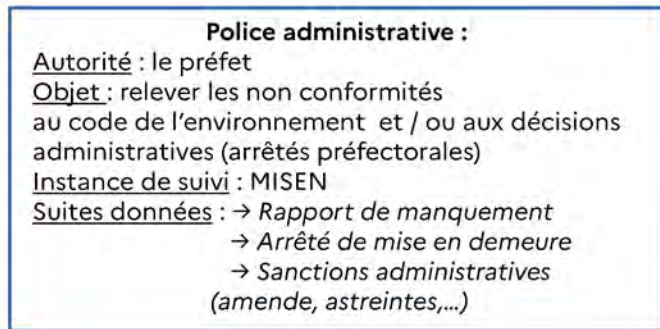 Police administrative :
Autorité : le préfet
Objet : relever les non conformités
au code de l'environnement et / ou aux décisions
administratives (arrêtés préfectorales)
Instance de suivi : MISEN
Suites données : → Rapport de manquement
→ Arrêté de mise en demeure
→ Sanctions administratives
(amende, astreintes,...)